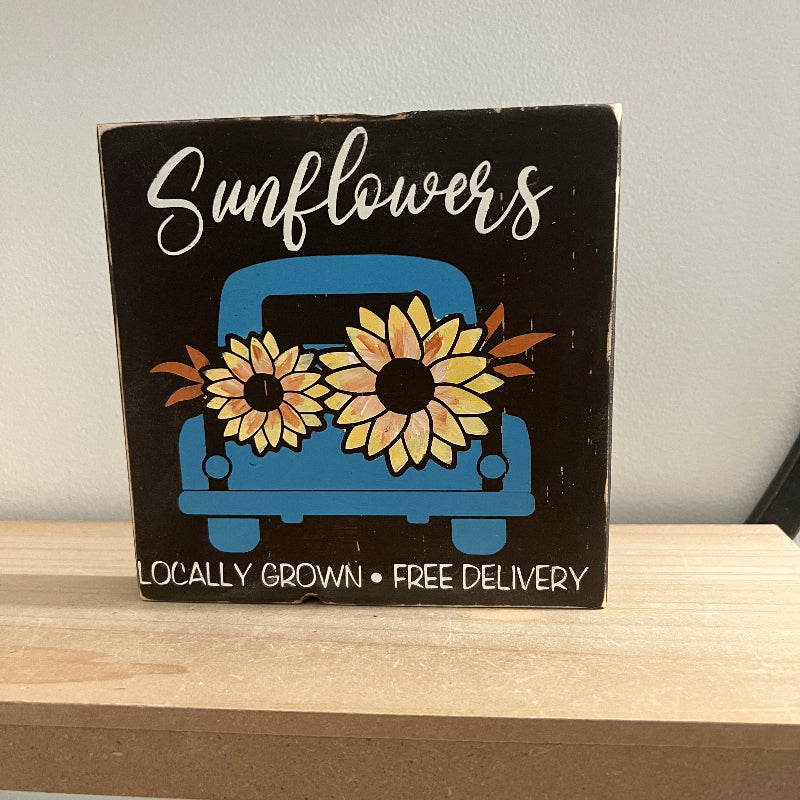 Sunflowers
LOCALLY GROWN • FREE DELIVERY